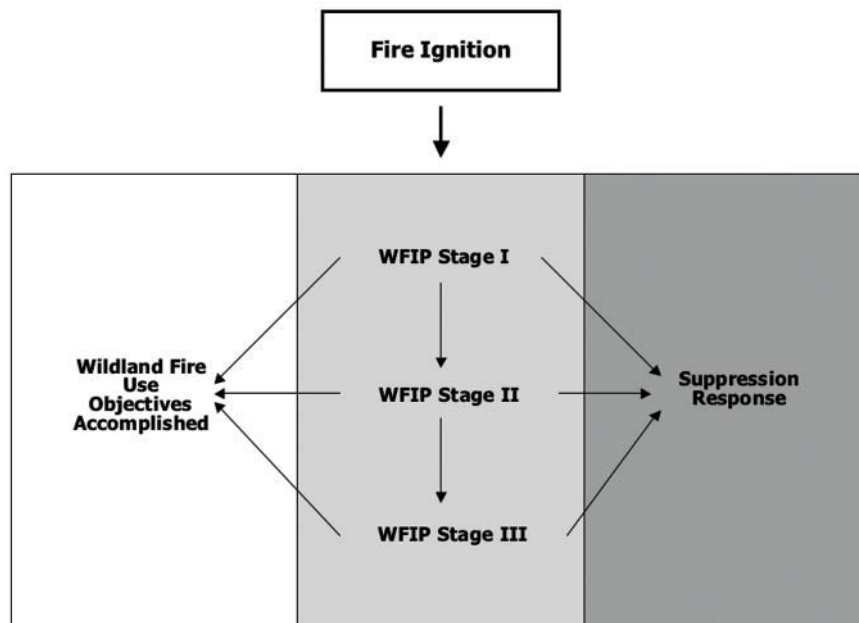 Fire Ignition
WFIP Stage I
Wildland Fire
Use
Objectives
Accomplished
WFIP Stage II
Suppression
Response
WFIP Stage III